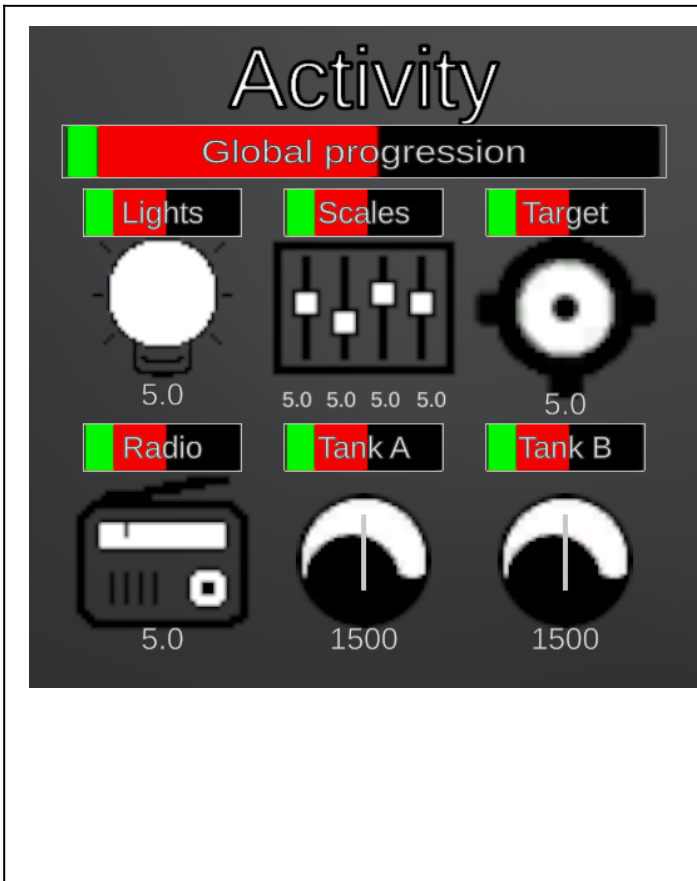 Activity
Global progression
Lights Scales Target
5.0 5.0 5.0 5.0 5.0 5.0
Radio Tank A Tank B
5.0 1500 1500